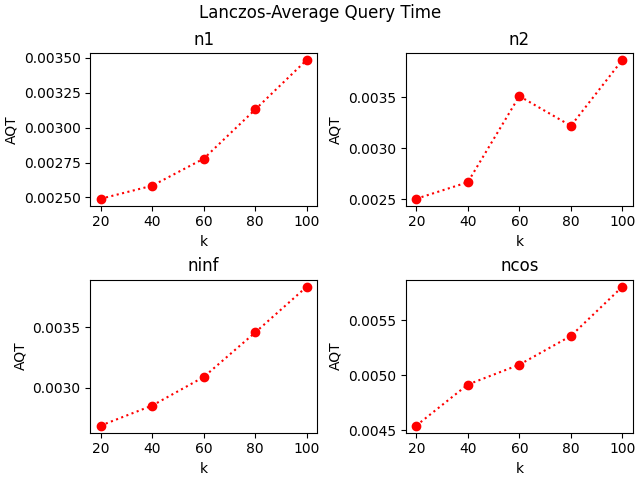 Lanczos-Average Query Time
n1
0.00350
0.00325
0.00300
0.00275
0.00250
AQT
20 40 60 80 100
k
n2
0.0035
0.0030
0.0025
AQT
20 40 60 80 100
k
ninf
0.0035
0.0030
AQT
20 40 60 80 100
k
ncos
0.0055
0.0050
0.0045
AQT
20 40 60 80 100
k